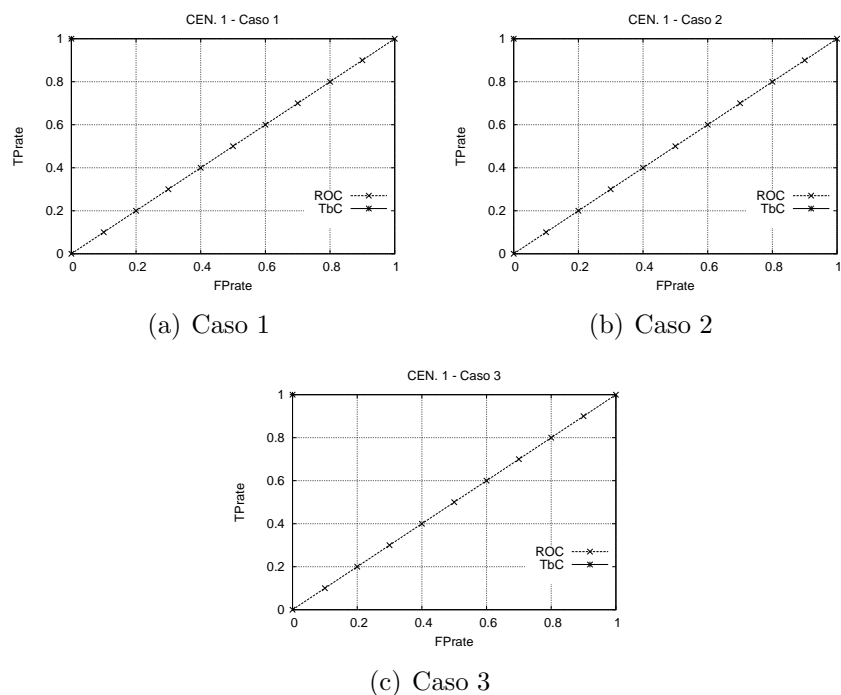 CEN. 1 - Caso 1
1
0.8
0.6
0.4
0.2
0
TPrate
ROC
TbC
0 0.2 0.4 0.6 0.8 1
FPrate
(a) Caso 1
CEN. 1 - Caso 2
1
0.8
0.6
0.4
0.2
0
TPrate
ROC
TbC
0 0.2 0.4 0.6 0.8 1
FPrate
(b) Caso 2
CEN. 1 - Caso 3
1
0.8
0.6
0.4
0.2
0
TPrate
ROC
TbC
0 0.2 0.4 0.6 0.8 1
FPrate
(c) Caso 3